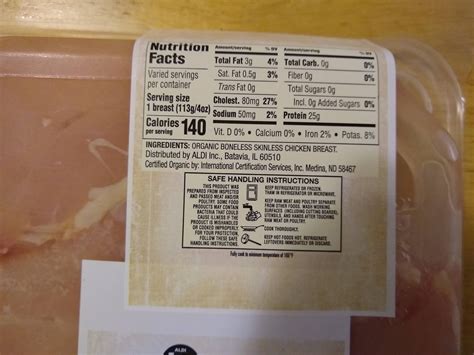 Nutrition Facts
Varied servings
per container
Serving size
1 breast (113g/4oz)
Calories 140
per serving
Amount/serving % DV
Total Fat 3g 4%
Sat. Fat 0.5g 3%
Trans Fat 0g
Cholest. 80mg 27%
Sodium 50mg 2%
Amount/serving % DV
Total Carb. 0g 0%
Fiber 0g 0%
Total Sugars 0g
Incl. 0g Added Sugars 0%
Protein 25g
Vit. D 0% • Calcium 0% • Iron 2% • Potas. 8%
INGREDIENTS: ORGANIC BONELESS SKINLESS CHICKEN BREAST.
Distributed by ALDI Inc., Batavia, IL 60510
Certified Organic by: International Certification Services, Inc. Medina, ND 58467
SAFE HANDLING INSTRUCTIONS
THIS PRODUCT WAS
PREPARED FROM INSPECTED
AND PASSED MEAT AND/OR
POULTRY. SOME FOOD
PRODUCTS MAY CONTAIN
BACTERIA THAT COULD
CAUSE ILLNESS IF THE
PRODUCT IS MISHANDLED
OR COOKED IMPROPERLY.
FOR YOUR PROTECTION,
FOLLOW THESE SAFE
HANDLING INSTRUCTIONS.
KEEP REFRIGERATED OR FROZEN.
THAW IN REFRIGERATOR OR MICROWAVE.
KEEP RAW MEAT AND POULTRY SEPARATE
FROM OTHER FOODS. WASH WORKING
SURFACES (INCLUDING CUTTING BOARDS),
UTENSILS, AND HANDS AFTER TOUCHING
RAW MEAT OR POULTRY.
COOK THOROUGHLY.
KEEP HOT FOODS HOT. REFRIGERATE
LEFTOVERS IMMEDIATELY OR DISCARD.
Fully cook to minimum temperature of 165°F
ALDI